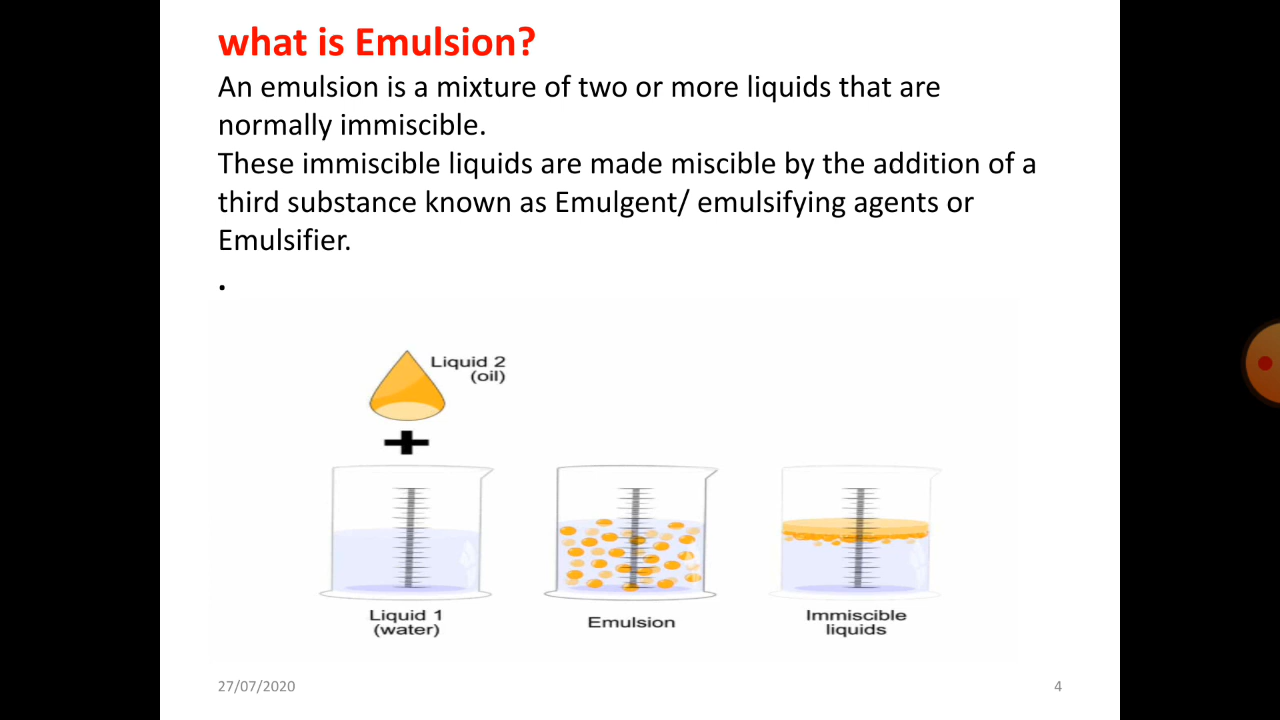 what is Emulsion?
An emulsion is a mixture of two or more liquids that are
normally immiscible.
These immiscible liquids are made miscible by the addition of a
third substance known as Emulgent/ emulsifying agents or
Emulsifier.
.
Liquid 2
(oil)
Liquid 1
(water)
Emulsion
Immiscible
liquids
27/07/2020
4